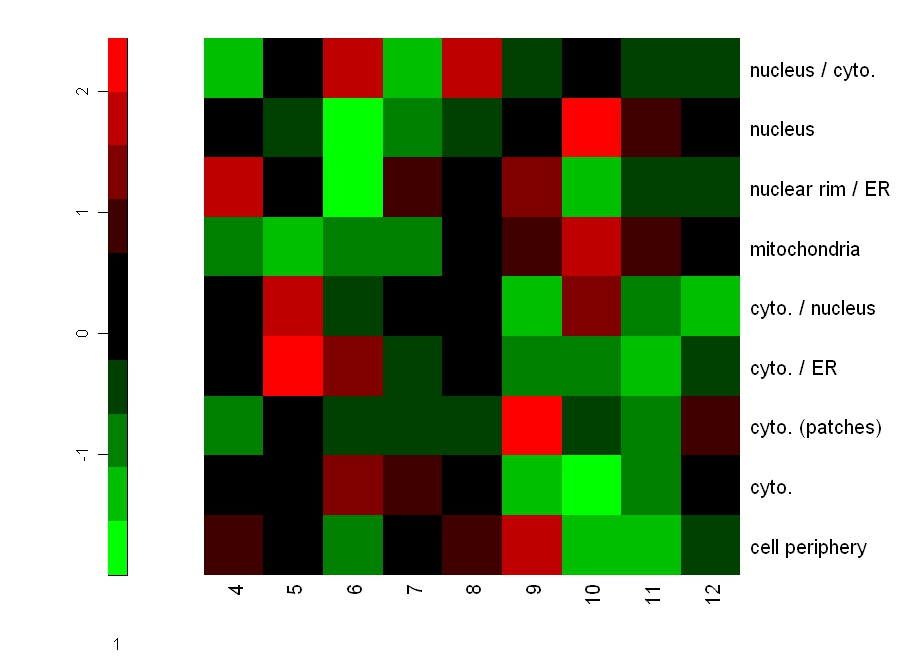 2
1
0
-1
1
nucleus / cyto.
nucleus
nuclear rim / ER
mitochondria
cyto. / nucleus
cyto. / ER
cyto. (patches)
cyto.
cell periphery
4 5 6 7 8 9 10 11 12